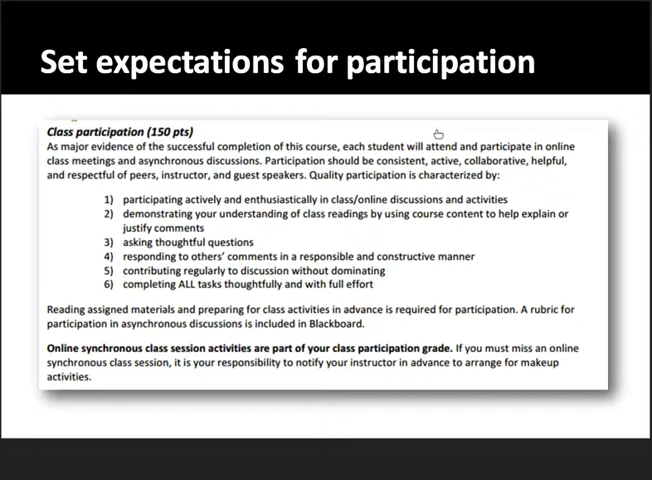 Set expectations for participation
Class participation (150 pts)
As major evidence of the successful completion of this course, each student will attend and participate in online
class meetings and asynchronous discussions. Participation should be consistent, active, collaborative, helpful,
and respectful of peers, instructor, and guest speakers. Quality participation is characterized by:
1) participating actively and enthusiastically in class/online discussions and activities
2) demonstrating your understanding of class readings by using course content to help explain or
justify comments
3) asking thoughtful questions
4) responding to others' comments in a responsible and constructive manner
5) contributing regularly to discussion without dominating
6) completing ALL tasks thoughtfully and with full effort
Reading assigned materials and preparing for class activities in advance is required for participation. A rubric for
participation in asynchronous discussions is included in Blackboard.
Online synchronous class session activities are part of your class participation grade. If you must miss an online
synchronous class session, it is your responsibility to notify your instructor in advance to arrange for makeup
activities.